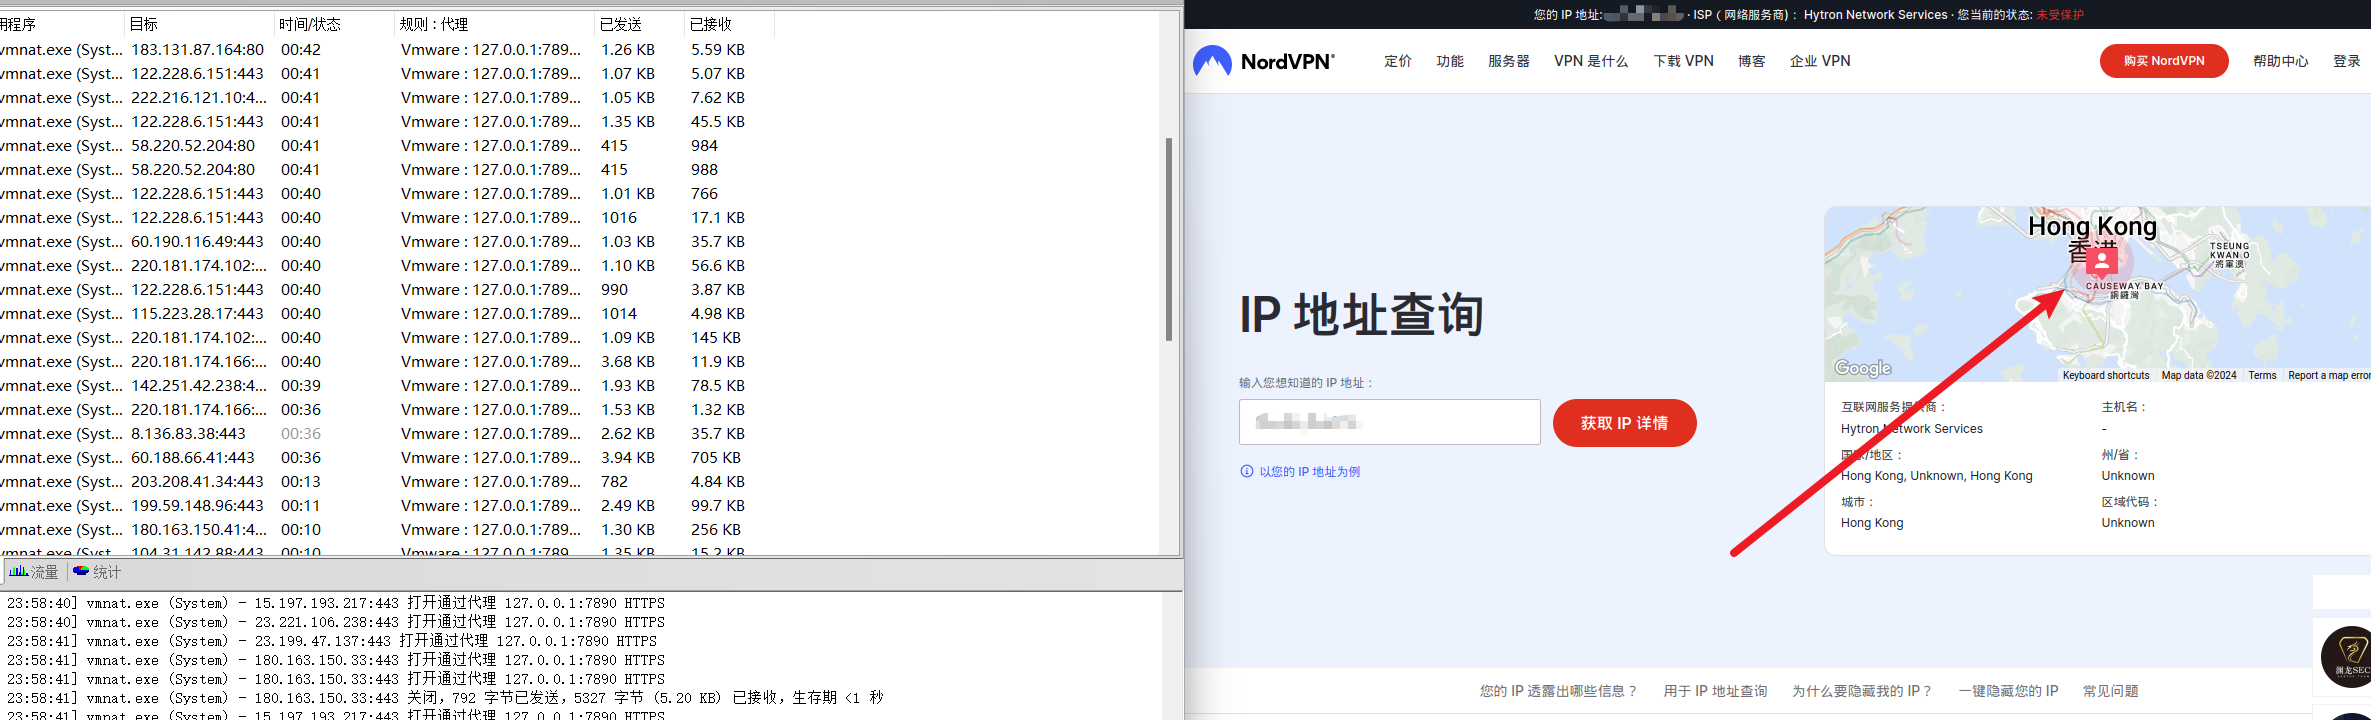 用程序 目标 时间/状态 规则 : 代理 已发送 已接收
vmnat.exe (Syst... 183.131.87.164:80 00:42 Vmware : 127.0.0.1:789... 1.26 KB 5.59 KB
vmnat.exe (Syst... 122.228.6.151:443 00:41 Vmware : 127.0.0.1:789... 1.07 KB 5.07 KB
vmnat.exe (Syst... 222.216.121.10:4... 00:41 Vmware : 127.0.0.1:789... 1.05 KB 7.62 KB
vmnat.exe (Syst... 122.228.6.151:443 00:41 Vmware : 127.0.0.1:789... 1.35 KB 45.5 KB
vmnat.exe (Syst... 58.220.52.204:80 00:41 Vmware : 127.0.0.1:789... 415 984
vmnat.exe (Syst... 58.220.52.204:80 00:41 Vmware : 127.0.0.1:789... 415 988
vmnat.exe (Syst... 122.228.6.151:443 00:40 Vmware : 127.0.0.1:789... 1.01 KB 766
vmnat.exe (Syst... 122.228.6.151:443 00:40 Vmware : 127.0.0.1:789... 1016 17.1 KB
vmnat.exe (Syst... 60.190.116.49:443 00:40 Vmware : 127.0.0.1:789... 1.03 KB 35.7 KB
vmnat.exe (Syst... 220.181.174.102:... 00:40 Vmware : 127.0.0.1:789... 1.10 KB 56.6 KB
vmnat.exe (Syst... 122.228.6.151:443 00:40 Vmware : 127.0.0.1:789... 990 3.87 KB
vmnat.exe (Syst... 115.223.28.17:443 00:40 Vmware : 127.0.0.1:789... 1014 4.98 KB
vmnat.exe (Syst... 220.181.174.102:... 00:40 Vmware : 127.0.0.1:789... 1.09 KB 145 KB
vmnat.exe (Syst... 220.181.174.166:... 00:40 Vmware : 127.0.0.1:789... 3.68 KB 11.9 KB
vmnat.exe (Syst... 142.251.42.238:4... 00:39 Vmware : 127.0.0.1:789... 1.93 KB 78.5 KB
vmnat.exe (Syst... 220.181.174.166:... 00:36 Vmware : 127.0.0.1:789... 1.53 KB 1.32 KB
vmnat.exe (Syst... 8.136.83.38:443 00:36 Vmware : 127.0.0.1:789... 2.62 KB 35.7 KB
vmnat.exe (Syst... 60.188.66.41:443 00:36 Vmware : 127.0.0.1:789... 3.94 KB 705 KB
vmnat.exe (Syst... 203.208.41.34:443 00:13 Vmware : 127.0.0.1:789... 782 4.84 KB
vmnat.exe (Syst... 199.59.148.96:443 00:11 Vmware : 127.0.0.1:789... 2.49 KB 99.7 KB
vmnat.exe (Syst... 180.163.150.41:4... 00:10 Vmware : 127.0.0.1:789... 1.30 KB 256 KB
vmnat.exe (Syst... 104.31.142.88:443 00:10 Vmware : 127.0.0.1:789... 1.35 KB 15.2 KB
流量 统计
23:58:40] vmnat.exe (System) - 15.197.193.217:443 打开通过代理 127.0.0.1:7890 HTTPS
23:58:40] vmnat.exe (System) - 23.221.106.238:443 打开通过代理 127.0.0.1:7890 HTTPS
23:58:41] vmnat.exe (System) - 23.199.47.137:443 打开通过代理 127.0.0.1:7890 HTTPS
23:58:41] vmnat.exe (System) - 180.163.150.33:443 打开通过代理 127.0.0.1:7890 HTTPS
23:58:41] vmnat.exe (System) - 180.163.150.33:443 打开通过代理 127.0.0.1:7890 HTTPS
23:58:41] vmnat.exe (System) - 180.163.150.33:443 关闭，792 字节已发送，5327 字节 (5.20 KB) 已接收，生存期 <1 秒
23:58:41] vmnat.exe (System) - 15.197.193.217:443 打开通过代理 127.0.0.1:7890 HTTPS
您的 IP 地址: · ISP ( 网络服务商)： Hytron Network Services · 您当前的状态: 未受保护
NordVPN® 定价 功能 服务器 VPN 是什么 下载 VPN 博客 企业 VPN 购买 NordVPN 帮助中心 登录
IP 地址查询
输入您想知道的 IP 地址：
获取 IP 详情
以您的 IP 地址为例
Hong Kong
香港
TSEUNG
KWAN O
將軍澳
CAUSEWAY BAY
銅鑼灣
Google
Keyboard shortcuts Map data ©2024 Terms Report a map error
互联网服务提供商： 主机名：
Hytron Network Services -
国家/地区： 州/省：
Hong Kong, Unknown, Hong Kong Unknown
城市： 区域代码：
Hong Kong Unknown
渊龙SEC
您的 IP 透露出哪些信息？ 用于 IP 地址查询 为什么要隐藏我的 IP？ 一键隐藏您的 IP 常见问题